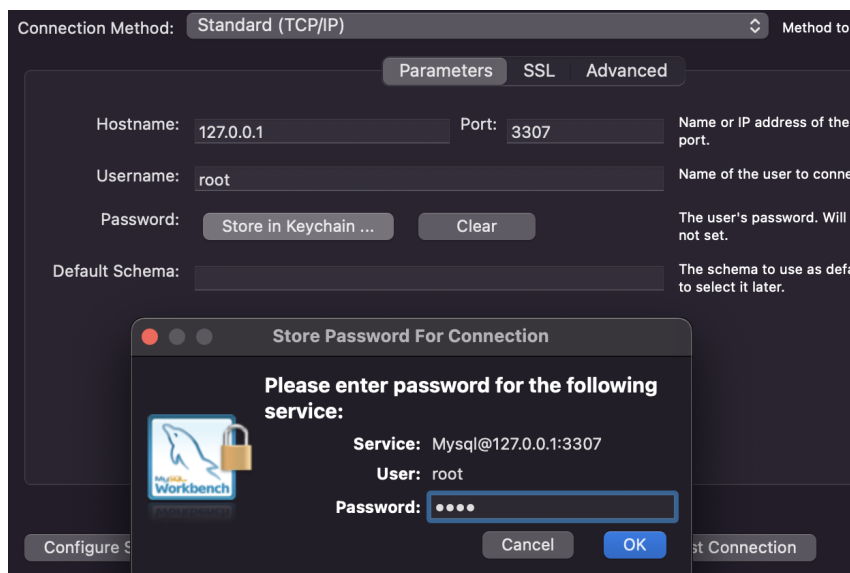 Connection Method: Standard (TCP/IP) Method to
Parameters SSL Advanced
Hostname: 127.0.0.1 Port: 3307 Name or IP address of the
port.
Username: root Name of the user to conne
Password: Store in Keychain ... Clear The user's password. Will
not set.
Default Schema: The schema to use as defa
to select it later.
Store Password For Connection
Please enter password for the following
service:
Service: Mysql@127.0.0.1:3307
User: root
MySQL
Workbench
Password: ••••
Cancel OK
Configure S st Connection